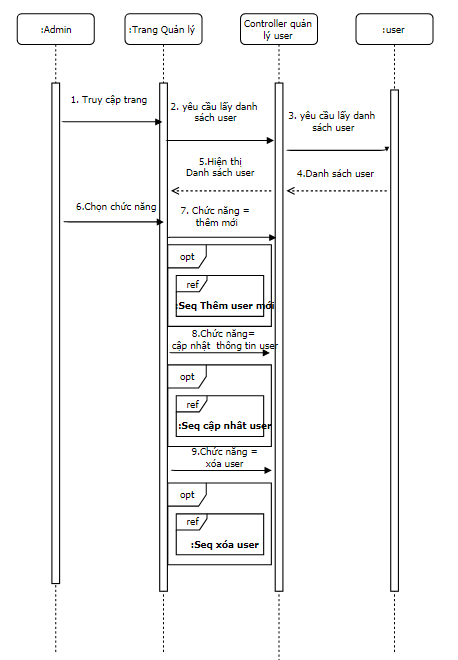 :Admin
:Trang Quản lý
Controller quản
lý user
:user
1. Truy cập trang
2. yêu cầu lấy danh
sách user
3. yêu cầu lấy danh
sách user
5.Hiện thị
Danh sách user
4.Danh sách user
6.Chọn chức năng
7. Chức năng =
thêm mới
opt
ref
:Seq Thêm user mới
8.Chức năng=
cập nhật thông tin user
opt
ref
:Seq cập nhât user
9.Chức năng =
xóa user
opt
ref
:Seq xóa user